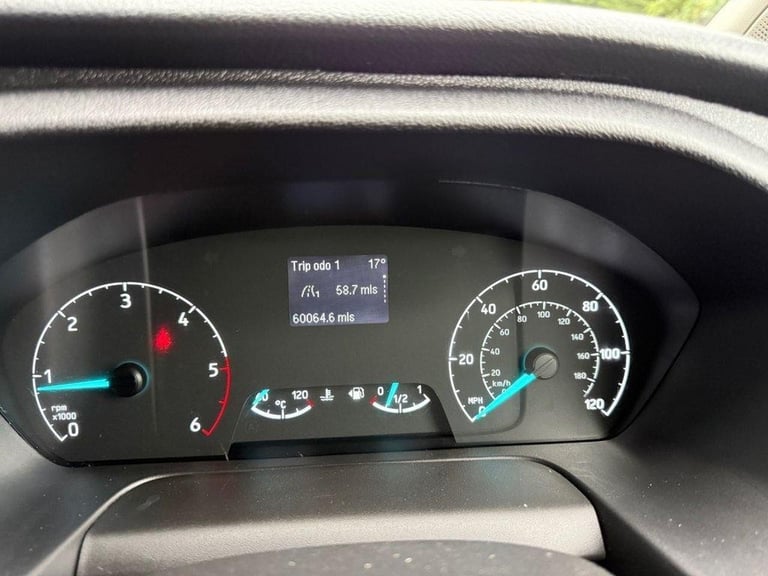 Trip odo 1 17°
58.7 mls
60064.6 mls
0 1 2 3 4 5 6
rpm
x1000
120
°C
0 1/2 1
0 20 40 60 80 100 120
MPH
km/h
20 40 60 80 100 120 140 160 180